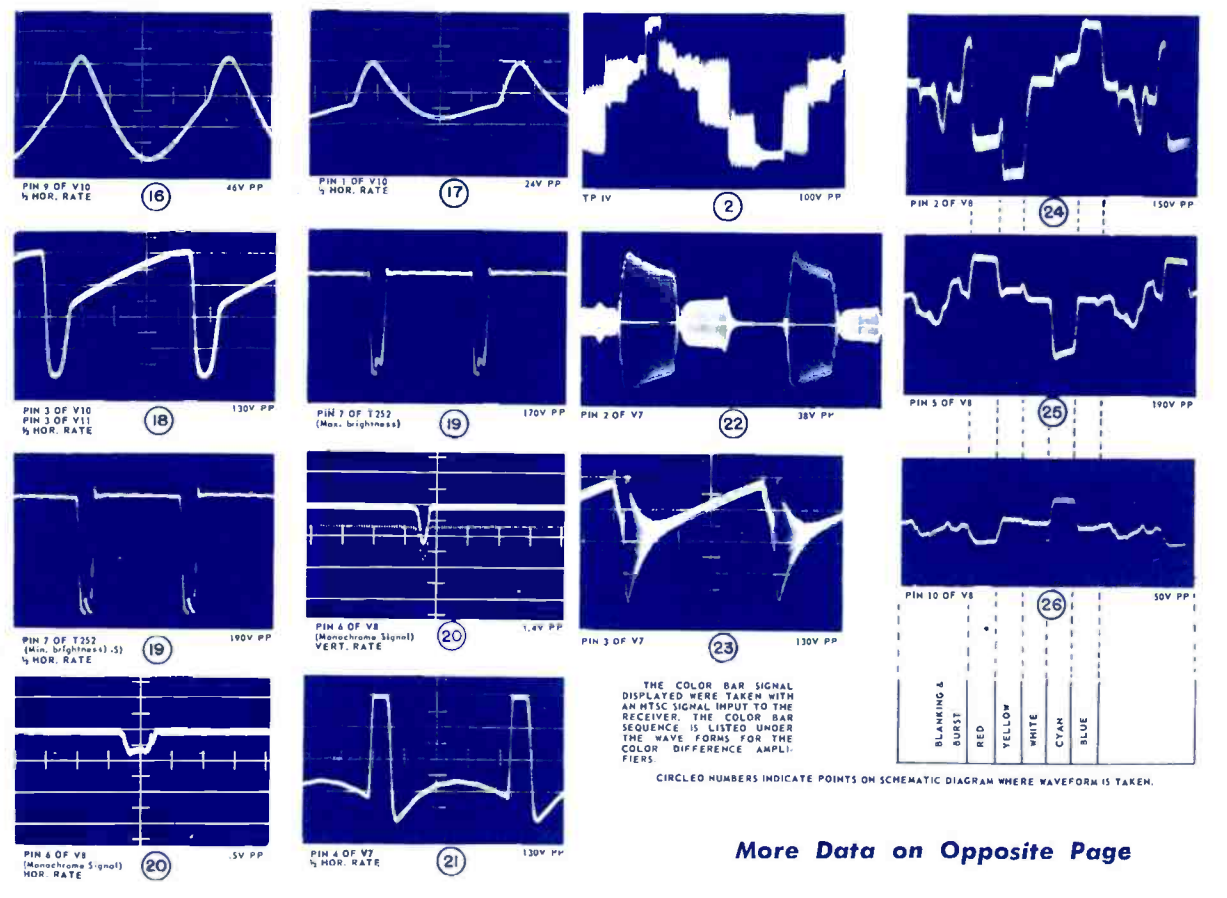 PIN 9 OF V10 46V PP
½ HOR. RATE
16
PIN 1 OF V10 24V PP
½ HOR. RATE
17
TP IV 100V PP
2
PIN 2 OF V8 150V PP
24
PIN 3 OF V10 130V PP
PIN 3 OF V11
½ HOR. RATE
18
PIN 7 OF T252 170V PP
(Max. brightness)
19
PIN 2 OF V7 38V PP
22
PIN 5 OF V8 190V PP
25
PIN 7 OF T252 190V PP
(Min. brightness) .5)
½ HOR. RATE
19
PIN 6 OF V8 1.4V PP
(Monochrome Signal)
VERT. RATE
20
PIN 3 OF V7 130V PP
23
PIN 10 OF V8 50V PP
26
PIN 6 OF V8 .5V PP
(Monochrome Signal)
HOR. RATE
20
PIN 4 OF V7 130V PP
½ HOR. RATE
21
THE COLOR BAR SIGNAL
DISPLAYED WERE TAKEN WITH
AN NTSC SIGNAL INPUT TO THE
RECEIVER. THE COLOR BAR
SEQUENCE IS LISTED UNDER
THE WAVE FORMS FOR THE
COLOR DIFFERENCE AMPLI-
FIERS.
BLANKING &
BURST
RED
YELLOW
WHITE
CYAN
BLUE
CIRCLED NUMBERS INDICATE POINTS ON SCHEMATIC DIAGRAM WHERE WAVEFORM IS TAKEN.
More Data on Opposite Page